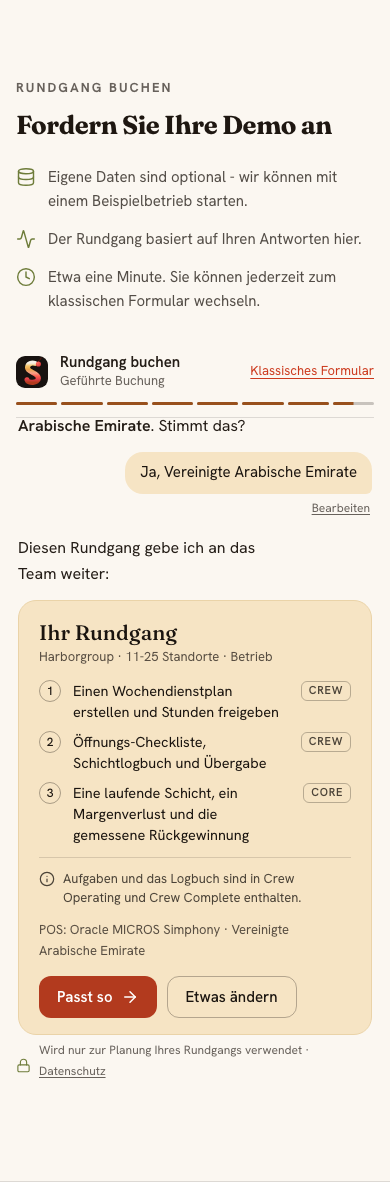 RUNDGANG BUCHEN
Fordern Sie Ihre Demo an
Eigene Daten sind optional - wir können mit
einem Beispielbetrieb starten.
Der Rundgang basiert auf Ihren Antworten hier.
Etwa eine Minute. Sie können jederzeit zum
klassischen Formular wechseln.
Rundgang buchen
Geführte Buchung
Klassisches Formular
Arabische Emirate. Stimmt das?
Ja, Vereinigte Arabische Emirate
Bearbeiten
Diesen Rundgang gebe ich an das
Team weiter:
Ihr Rundgang
Harborgroup · 11-25 Standorte · Betrieb
1 Einen Wochendienstplan CREW
erstellen und Stunden freigeben
2 Öffnungs-Checkliste, CREW
Schichtlogbuch und Übergabe
3 Eine laufende Schicht, ein CORE
Margenverlust und die
gemessene Rückgewinnung
Aufgaben und das Logbuch sind in Crew
Operating und Crew Complete enthalten.
POS: Oracle MICROS Simphony · Vereinigte
Arabische Emirate
Passt so →
Etwas ändern
Wird nur zur Planung Ihres Rundgangs verwendet ·
Datenschutz